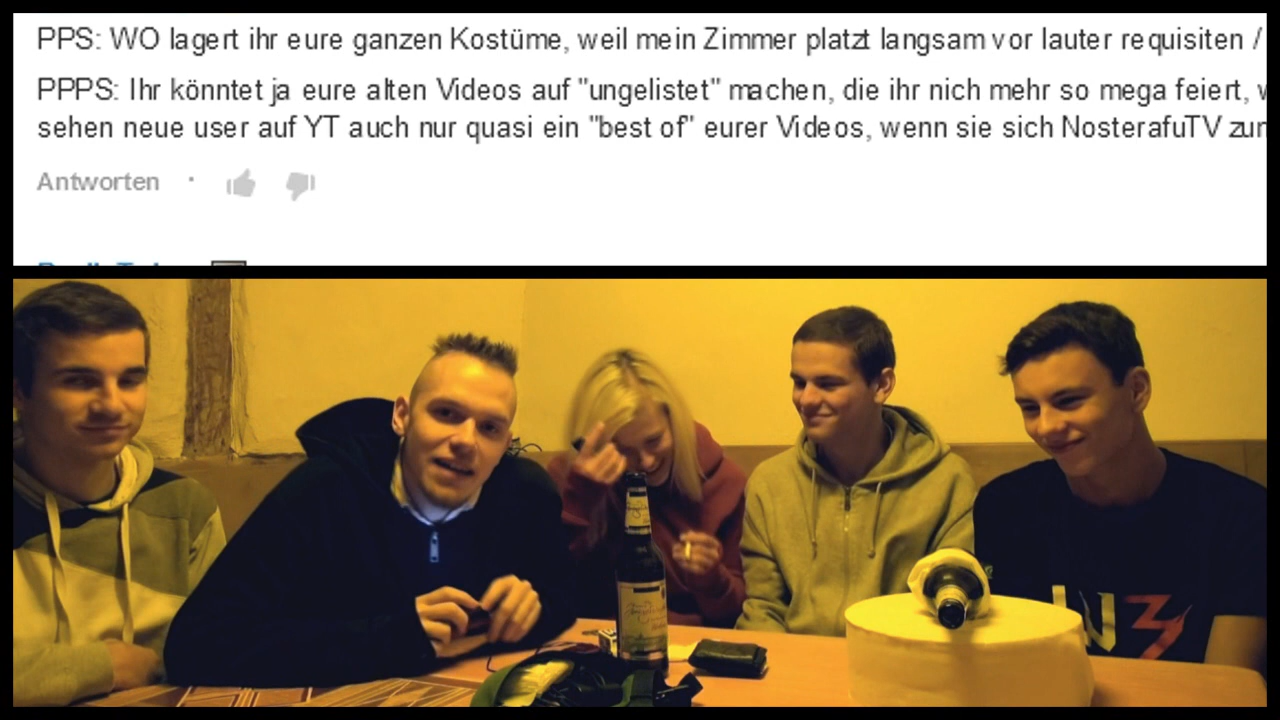 PPS: WO lagert ihr eure ganzen Kostüme, weil mein Zimmer platzt langsam vor lauter requisiten /
PPPS: Ihr könntet ja eure alten Videos auf "ungelistet" machen, die ihr nich mehr so mega feiert,
sehen neue user auf YT auch nur quasi ein "best of" eurer Videos, wenn sie sich NosterafuTV
Antworten ·
W3